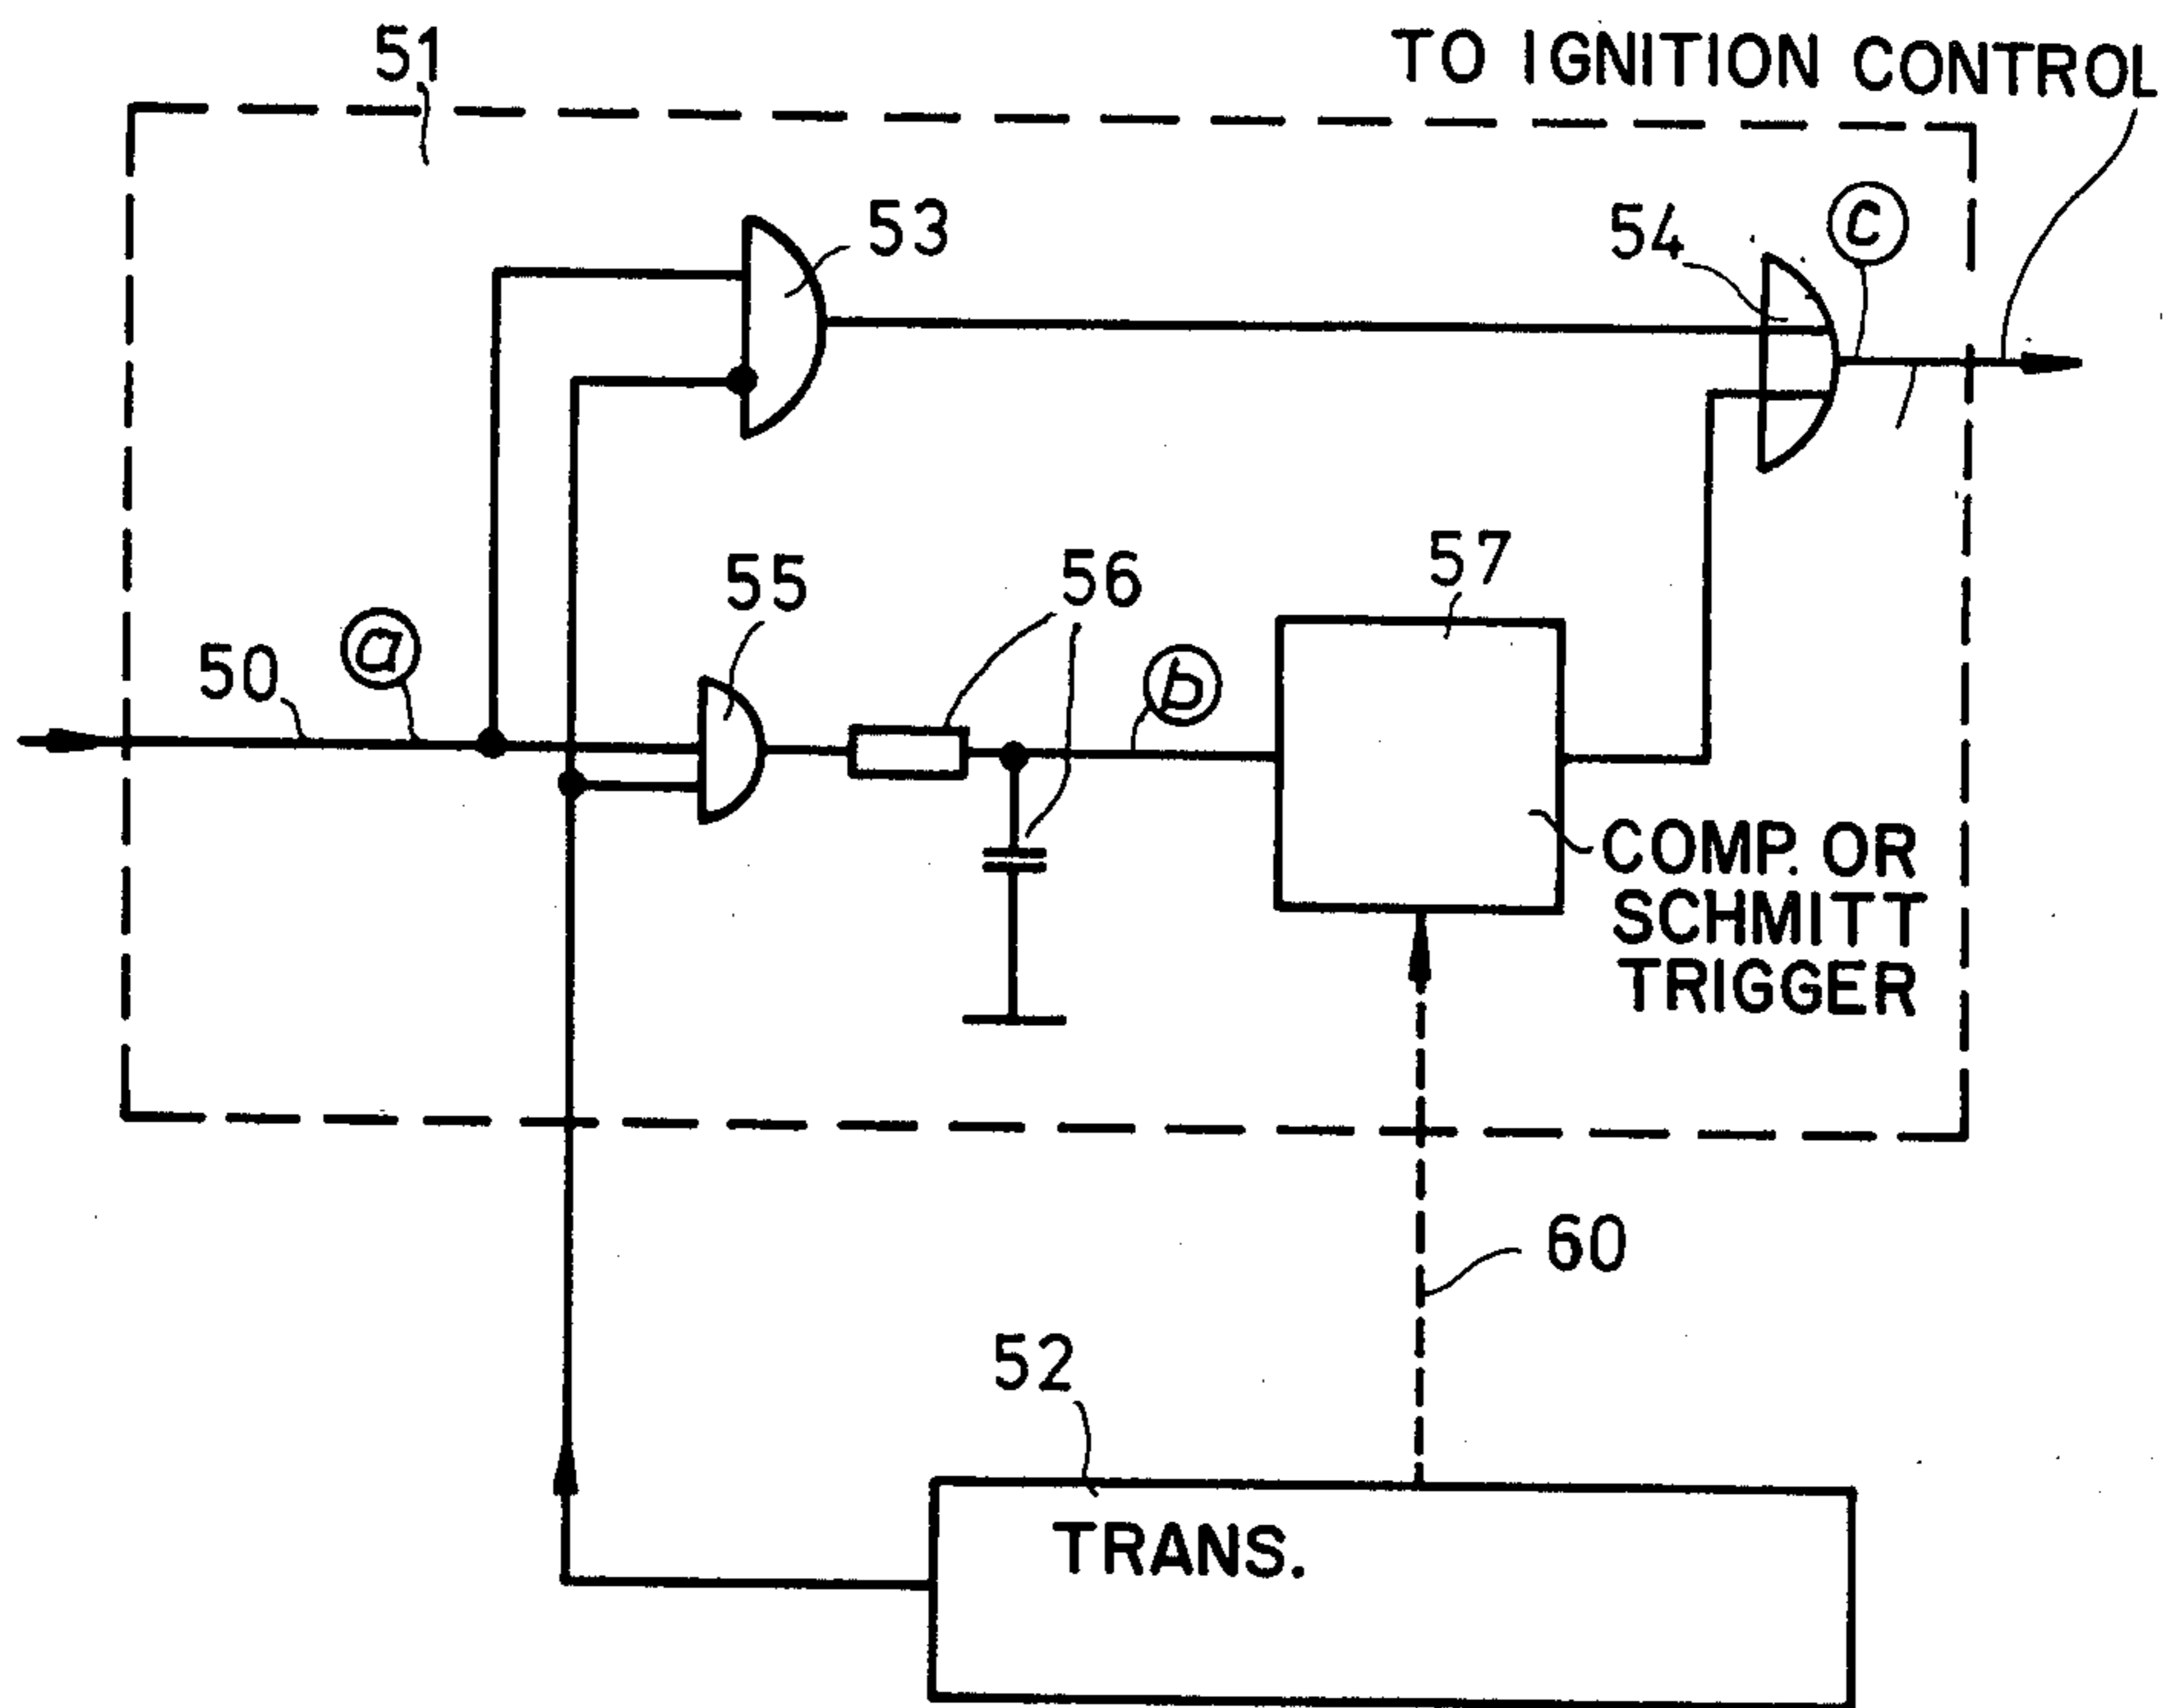 51
TO IGNITION CONTROL
53
54
c
55
56
57
50
a
b
COMP. OR
SCHMITT
TRIGGER
60
52
TRANS.